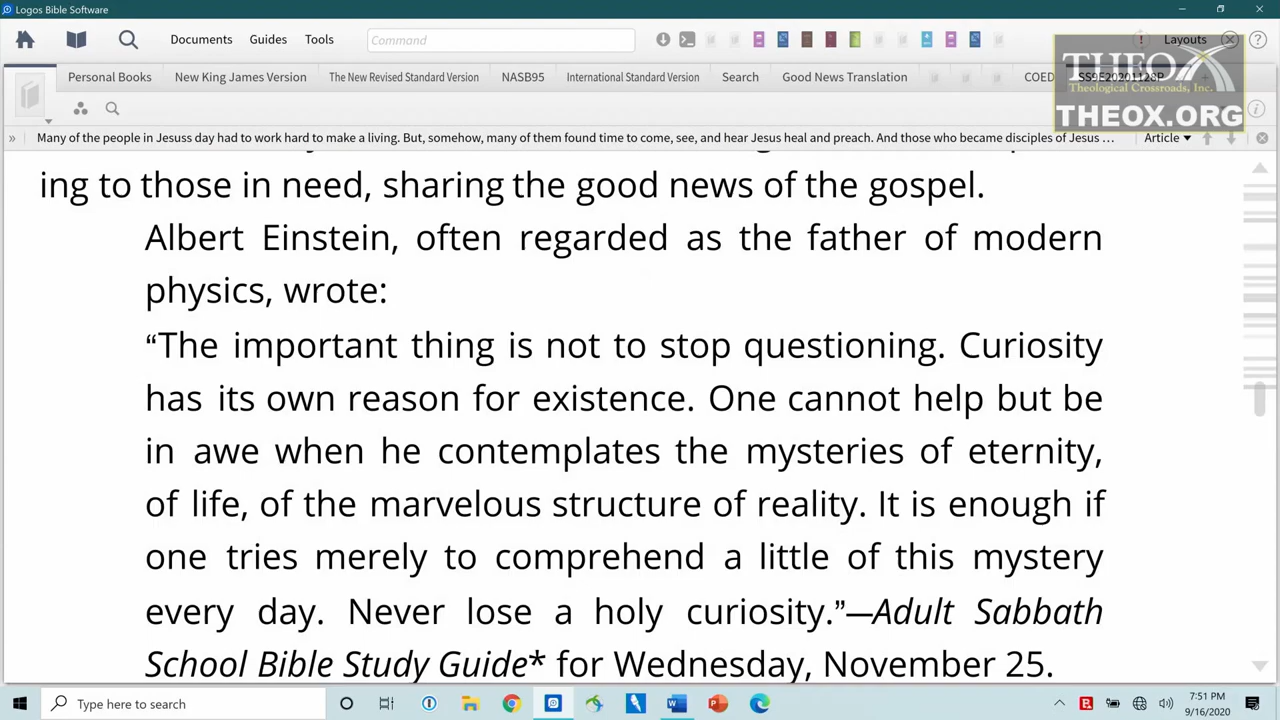 Logos Bible Software
Documents Guides Tools Command Layouts
Personal Books New King James Version The New Revised Standard Version NASB95 International Standard Version Search Good News Translation COED SS9E20201128P
THEOX
Theological Crossroads, Inc.
THEOX.ORG
» Many of the people in Jesuss day had to work hard to make a living. But, somehow, many of them found time to come, see, and hear Jesus heal and preach. And those who became disciples of Jesus ... Article
ing to those in need, sharing the good news of the gospel.
Albert Einstein, often regarded as the father of modern
physics, wrote:
“The important thing is not to stop questioning. Curiosity
has its own reason for existence. One cannot help but be
in awe when he contemplates the mysteries of eternity,
of life, of the marvelous structure of reality. It is enough if
one tries merely to comprehend a little of this mystery
every day. Never lose a holy curiosity.”—Adult Sabbath
School Bible Study Guide* for Wednesday, November 25.
Type here to search
7:51 PM
9/16/2020